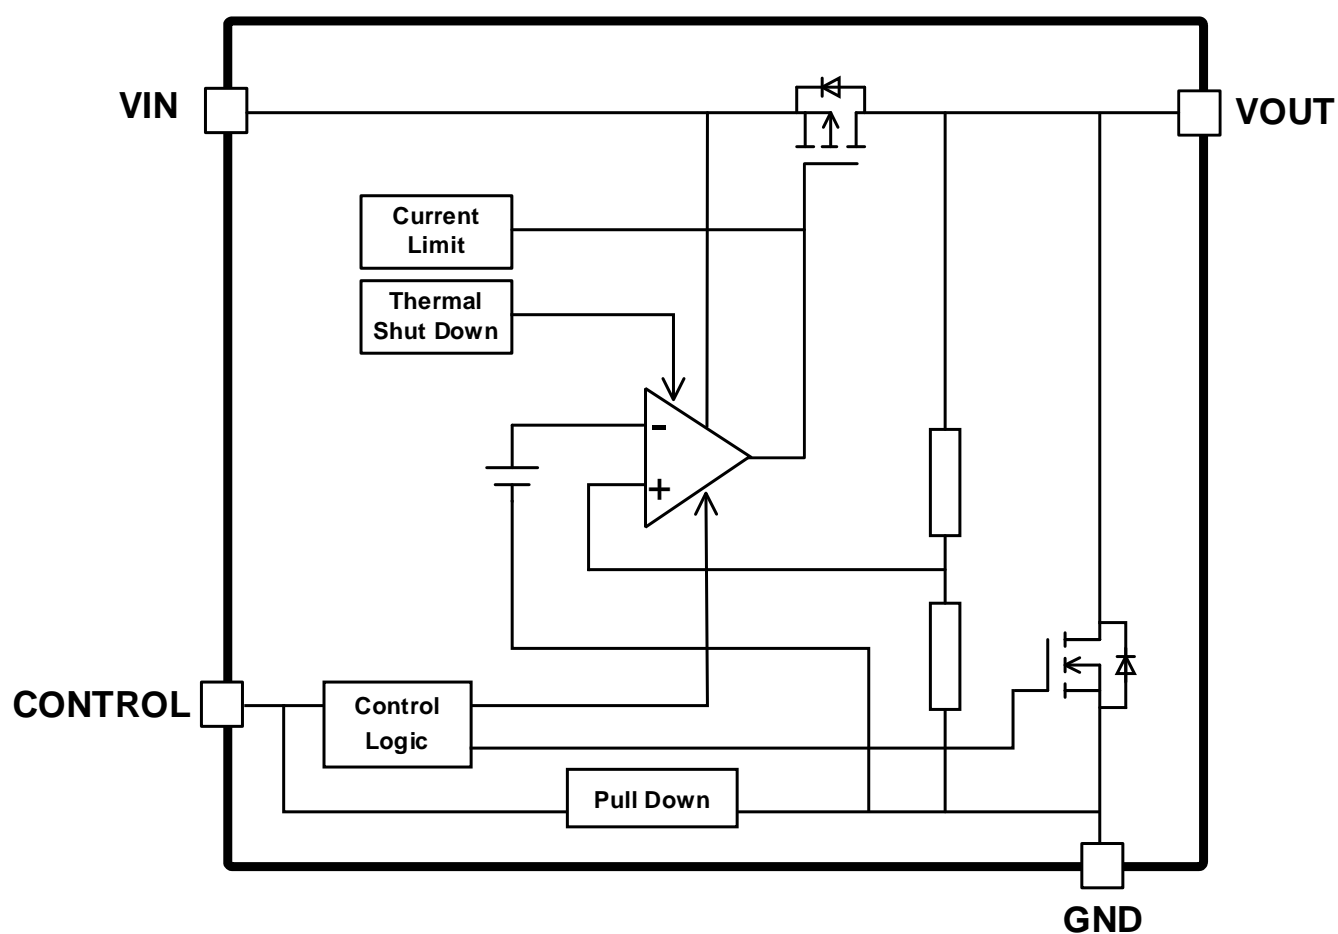 VIN
VOUT
Current
Limit
Thermal
Shut Down
-
+
CONTROL
Control
Logic
Pull Down
GND